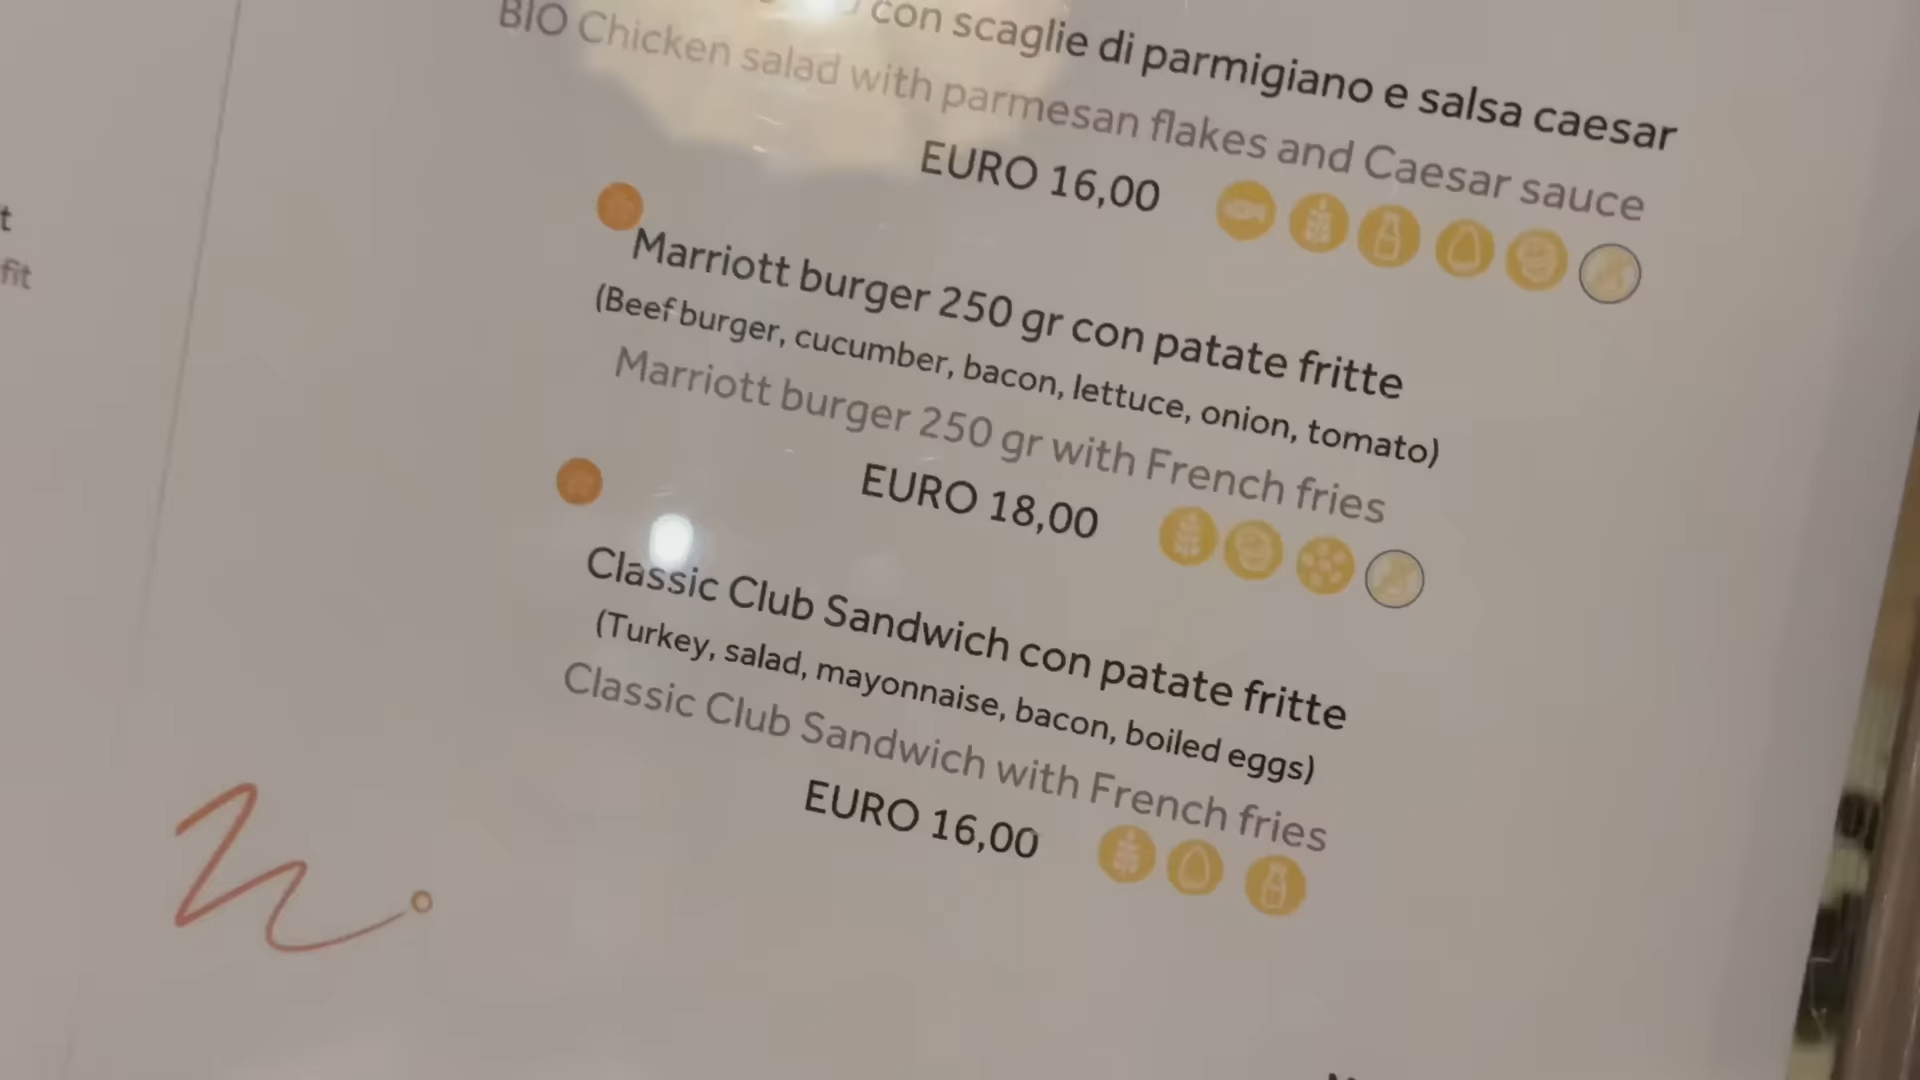 con scaglie di parmigiano e salsa caesar
BIO Chicken salad with parmesan flakes and Caesar sauce
EURO 16,00
t
fit
Marriott burger 250 gr con patate fritte
(Beef burger, cucumber, bacon, lettuce, onion, tomato)
Marriott burger 250 gr with French fries
EURO 18,00
Classic Club Sandwich con patate fritte
(Turkey, salad, mayonnaise, bacon, boiled eggs)
Classic Club Sandwich with French fries
EURO 16,00